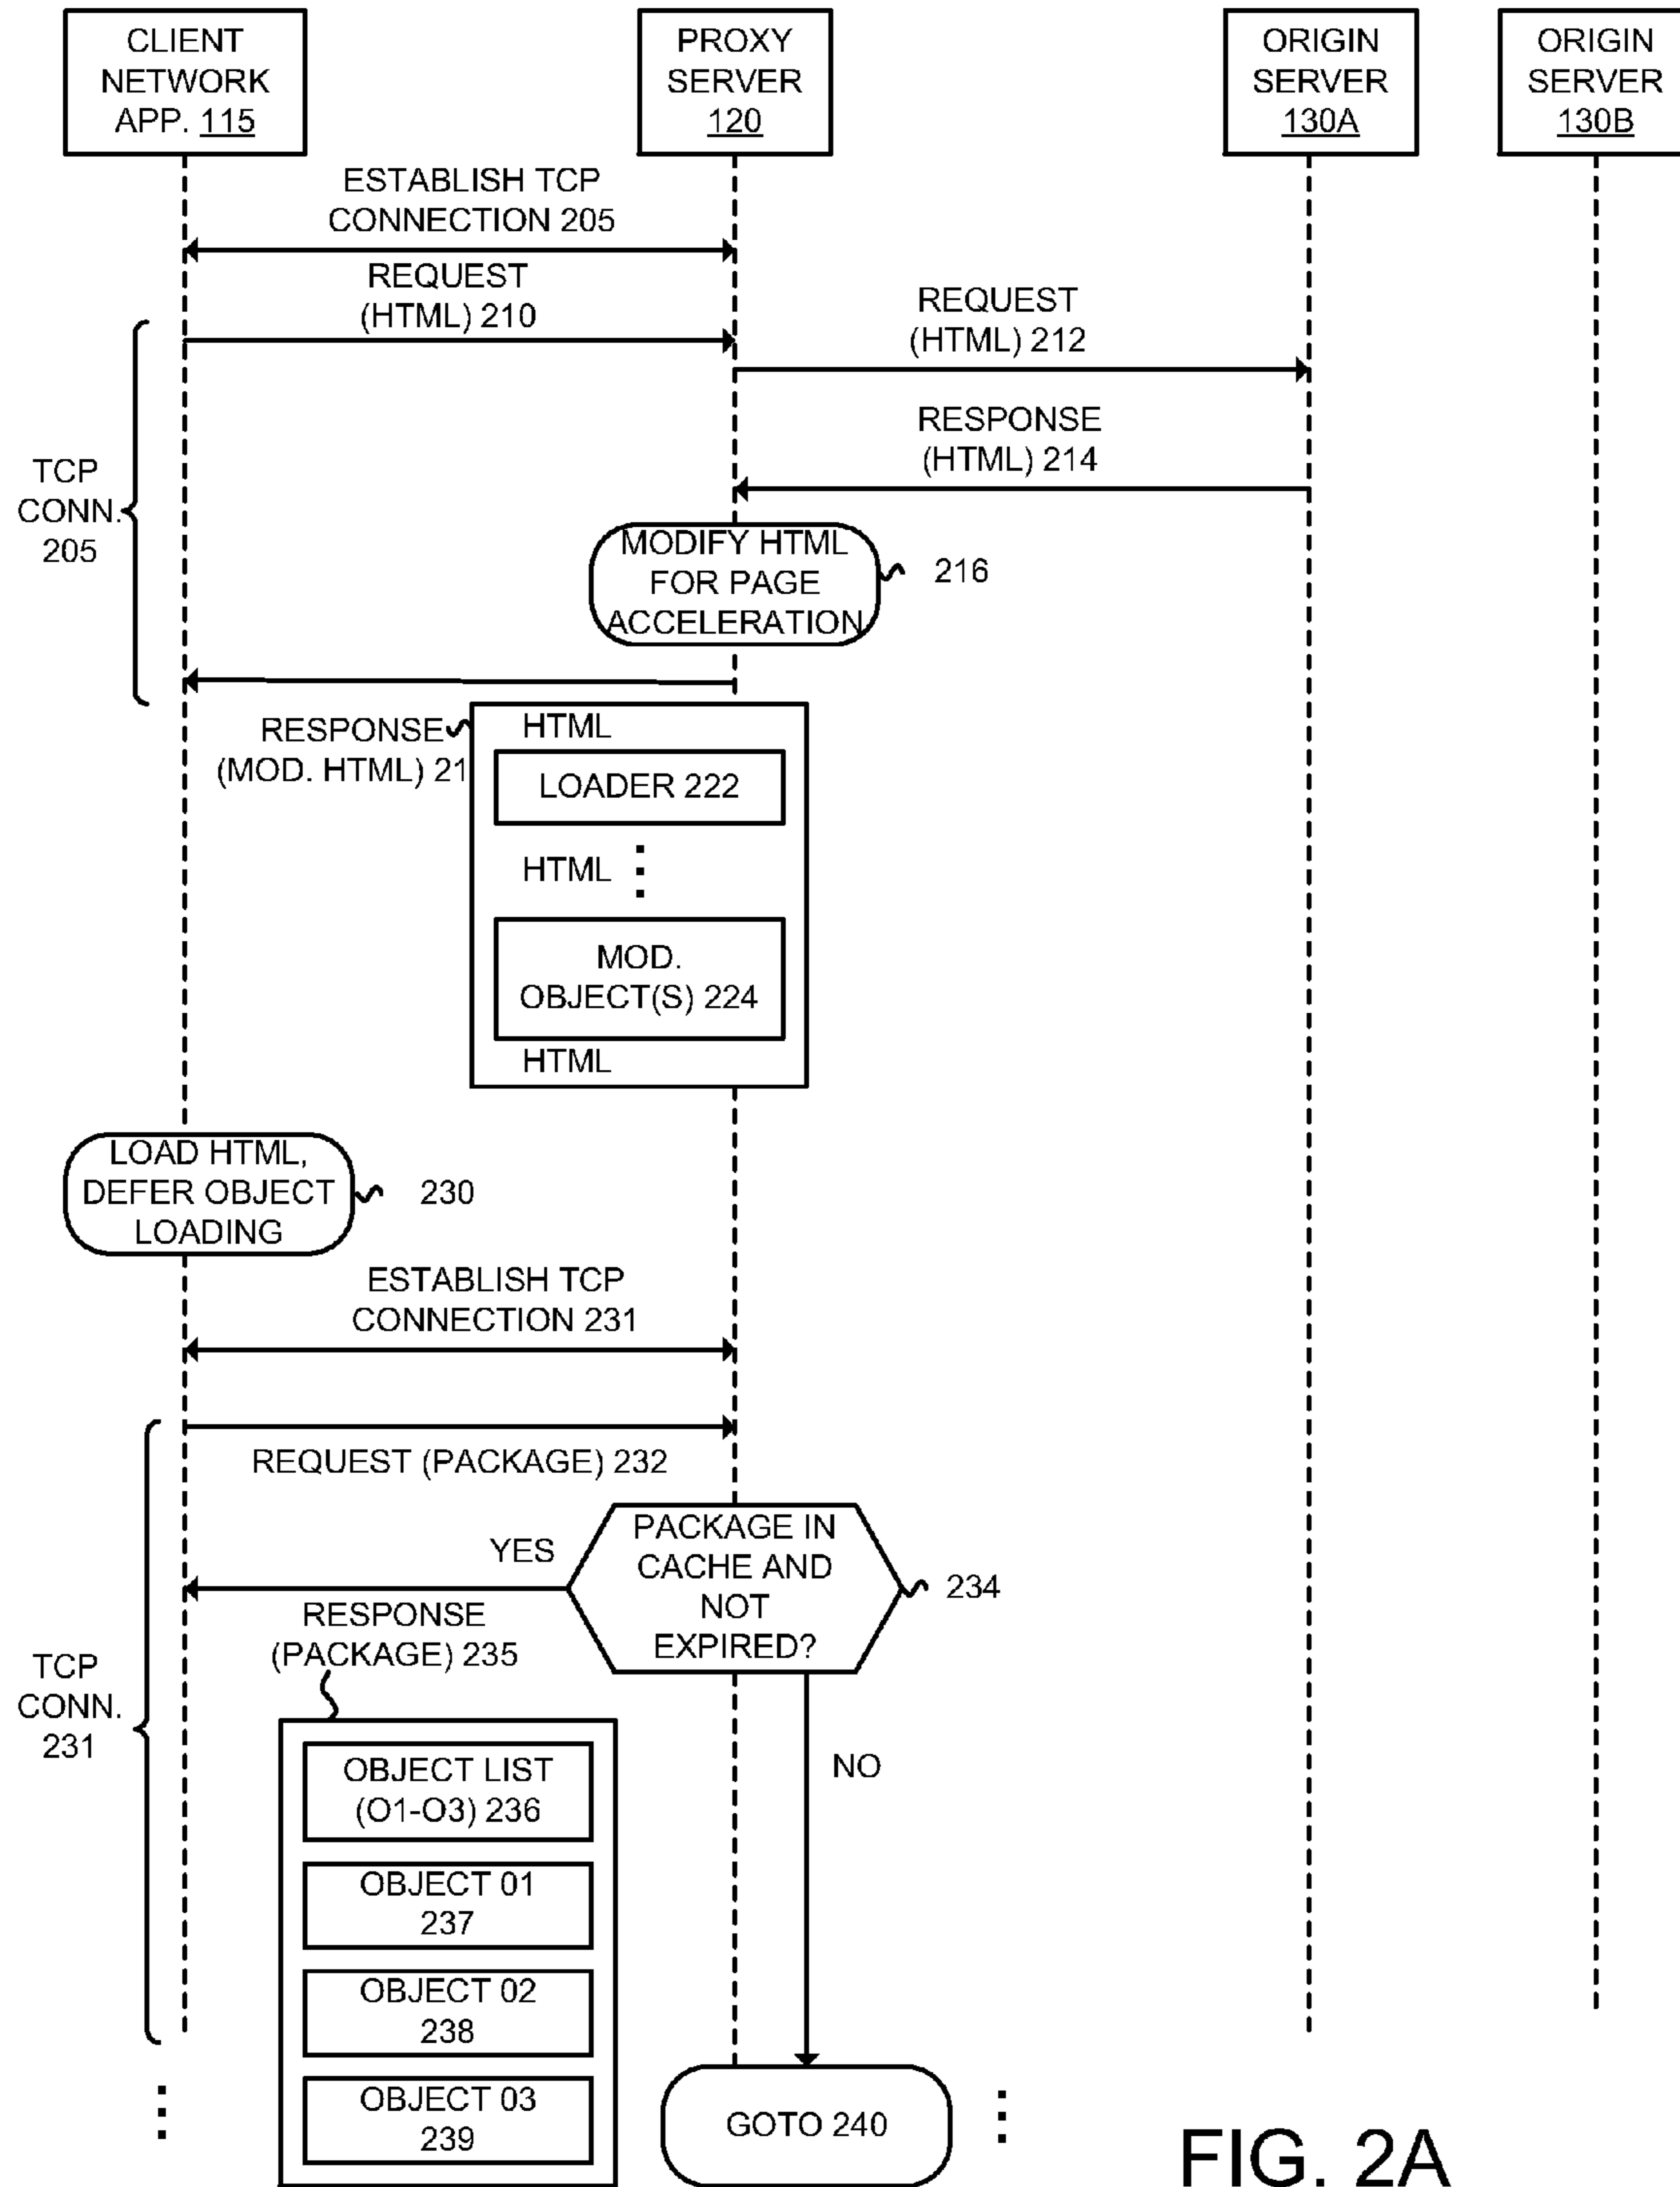 CLIENT
NETWORK
APP. 115
PROXY
SERVER
120
ORIGIN
SERVER
130A
ORIGIN
SERVER
130B
ESTABLISH TCP
CONNECTION 205
REQUEST
(HTML) 210
REQUEST
(HTML) 212
RESPONSE
(HTML) 214
TCP
CONN.
205
MODIFY HTML
FOR PAGE
ACCELERATION
216
RESPONSE
(MOD. HTML) 21
HTML
LOADER 222
HTML
MOD.
OBJECT(S) 224
HTML
LOAD HTML,
DEFER OBJECT
LOADING
230
ESTABLISH TCP
CONNECTION 231
REQUEST (PACKAGE) 232
YES
PACKAGE IN
CACHE AND
NOT
EXPIRED?
234
RESPONSE
(PACKAGE) 235
TCP
CONN.
231
OBJECT LIST
(O1-O3) 236
NO
OBJECT 01
237
OBJECT 02
238
OBJECT 03
239
GOTO 240
FIG. 2A